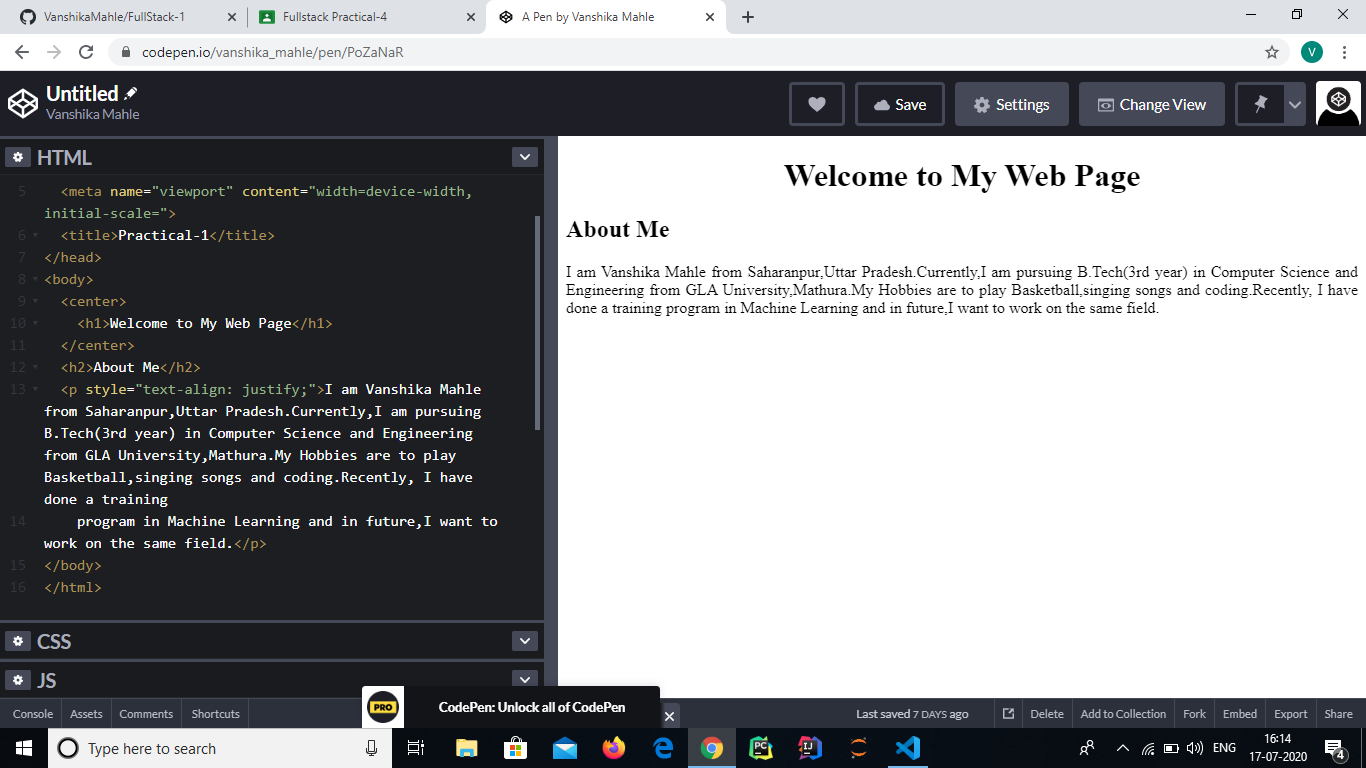 VanshikaMahle/FullStack-1
Fullstack Practical-4
A Pen by Vanshika Mahle
codepen.io/vanshika_mahle/pen/PoZaNaR
V
Untitled
Vanshika Mahle
Save
Settings
Change View
HTML
5 <meta name="viewport" content="width=device-width,
initial-scale=">
6 <title>Practical-1</title>
7 </head>
8 <body>
9 <center>
10 <h1>Welcome to My Web Page</h1>
11 </center>
12 <h2>About Me</h2>
13 <p style="text-align: justify;">I am Vanshika Mahle
from Saharanpur,Uttar Pradesh.Currently,I am pursuing
B.Tech(3rd year) in Computer Science and Engineering
from GLA University,Mathura.My Hobbies are to play
Basketball,singing songs and coding.Recently, I have
done a training
14 program in Machine Learning and in future,I want to
work on the same field.</p>
15 </body>
16 </html>
CSS
JS
Welcome to My Web Page
About Me
I am Vanshika Mahle from Saharanpur,Uttar Pradesh.Currently,I am pursuing B.Tech(3rd year) in Computer Science and
Engineering from GLA University,Mathura.My Hobbies are to play Basketball,singing songs and coding.Recently, I have
done a training program in Machine Learning and in future,I want to work on the same field.
PRO
CodePen: Unlock all of CodePen
Console Assets Comments Shortcuts
Last saved 7 DAYS ago
Delete Add to Collection Fork Embed Export Share
Type here to search
PC
IJ
ENG
16:14
17-07-2020
4